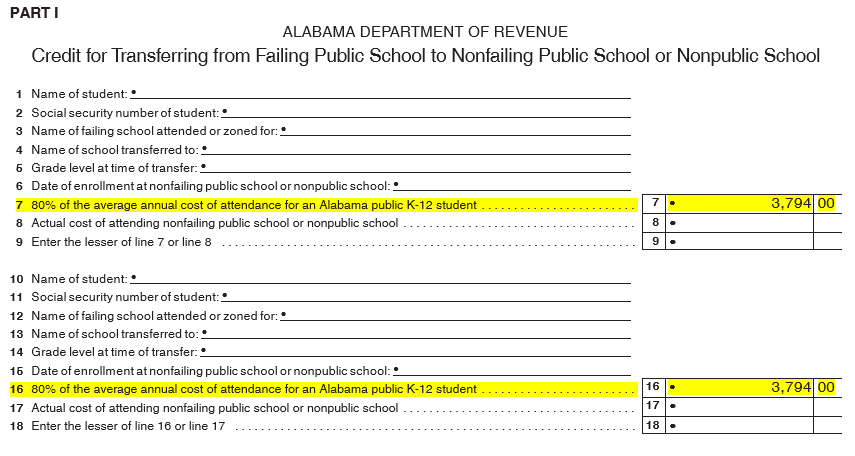 PART I
ALABAMA DEPARTMENT OF REVENUE
Credit for Transferring from Failing Public School to Nonfailing Public School or Nonpublic School
1 Name of student: •
2 Social security number of student: •
3 Name of failing school attended or zoned for: •
4 Name of school transferred to: •
5 Grade level at time of transfer: •
6 Date of enrollment at nonfailing public school or nonpublic school: •
7 80% of the average annual cost of attendance for an Alabama public K-12 student . . . . . . . . . . . . . . . . . . . . . . . 7 • 3,794 00
8 Actual cost of attending nonfailing public school or nonpublic school . . . . . . . . . . . . . . . . . . . . . . . . . . . . . . . . . . 8 •
9 Enter the lesser of line 7 or line 8 . . . . . . . . . . . . . . . . . . . . . . . . . . . . . . . . . . . . . . . . . . . . . . . . . . . . . . . . . . . . 9 •
10 Name of student: •
11 Social security number of student: •
12 Name of failing school attended or zoned for: •
13 Name of school transferred to: •
14 Grade level at time of transfer: •
15 Date of enrollment at nonfailing public school or nonpublic school: •
16 80% of the average annual cost of attendance for an Alabama public K-12 student . . . . . . . . . . . . . . . . . . . . . . . 16 • 3,794 00
17 Actual cost of attending nonfailing public school or nonpublic school . . . . . . . . . . . . . . . . . . . . . . . . . . . . . . . . . . 17 •
18 Enter the lesser of line 16 or line 17 . . . . . . . . . . . . . . . . . . . . . . . . . . . . . . . . . . . . . . . . . . . . . . . . . . . . . . . . . . 18 •